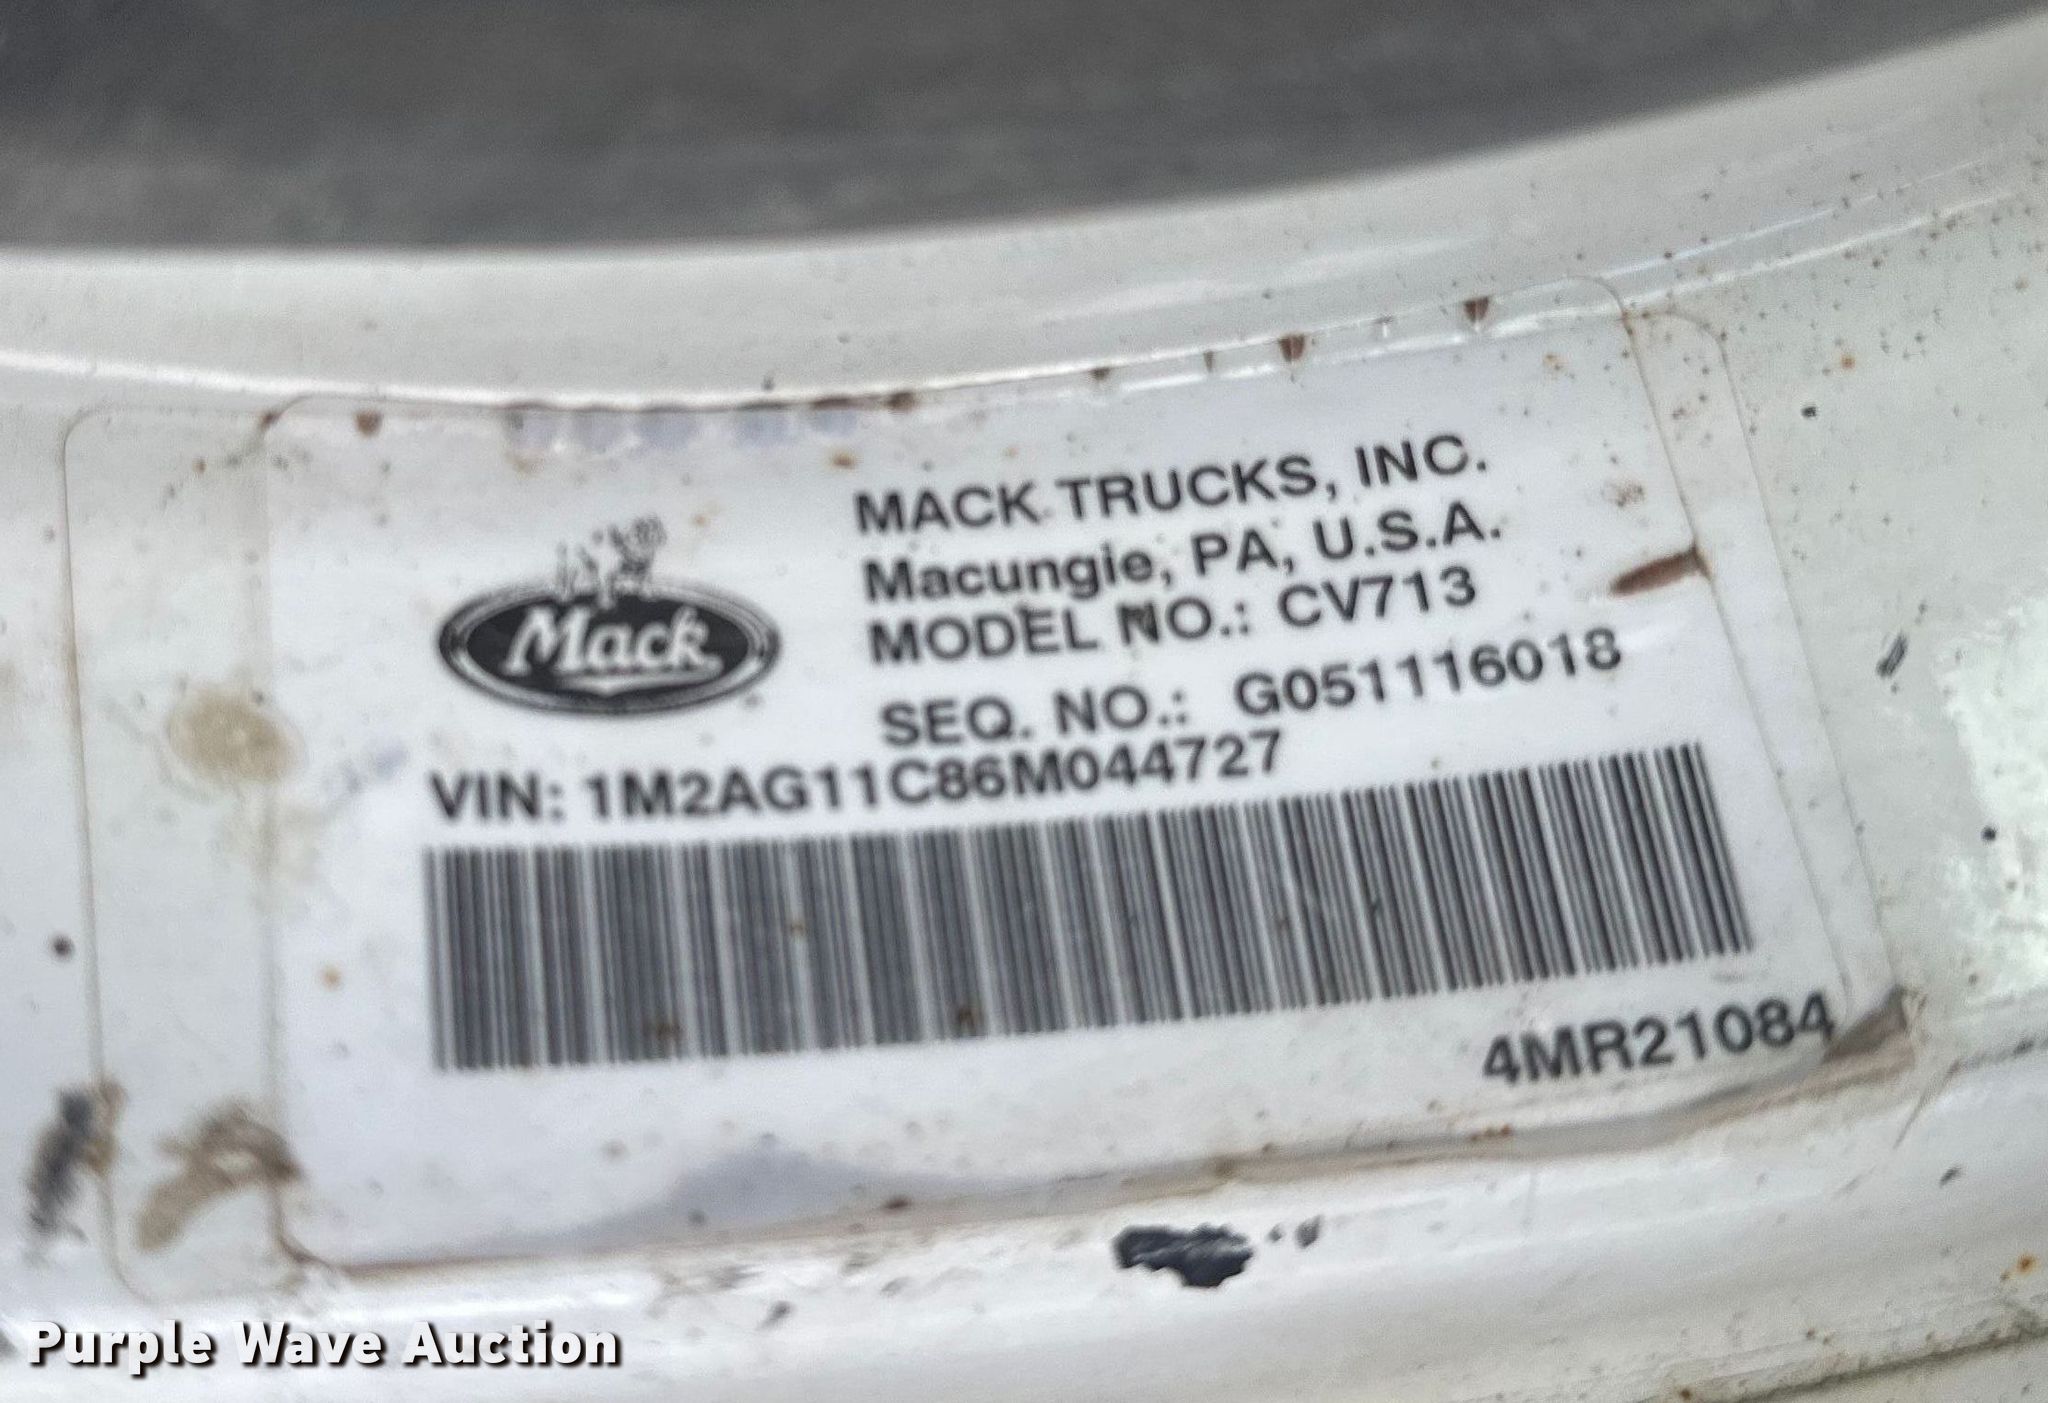 MACK TRUCKS, INC.
Macungie, PA, U.S.A.
MODEL NO.: CV713
SEQ. NO.: G051116018
Mack
VIN: 1M2AG11C86M044727
4MR21084
Purple Wave Auction